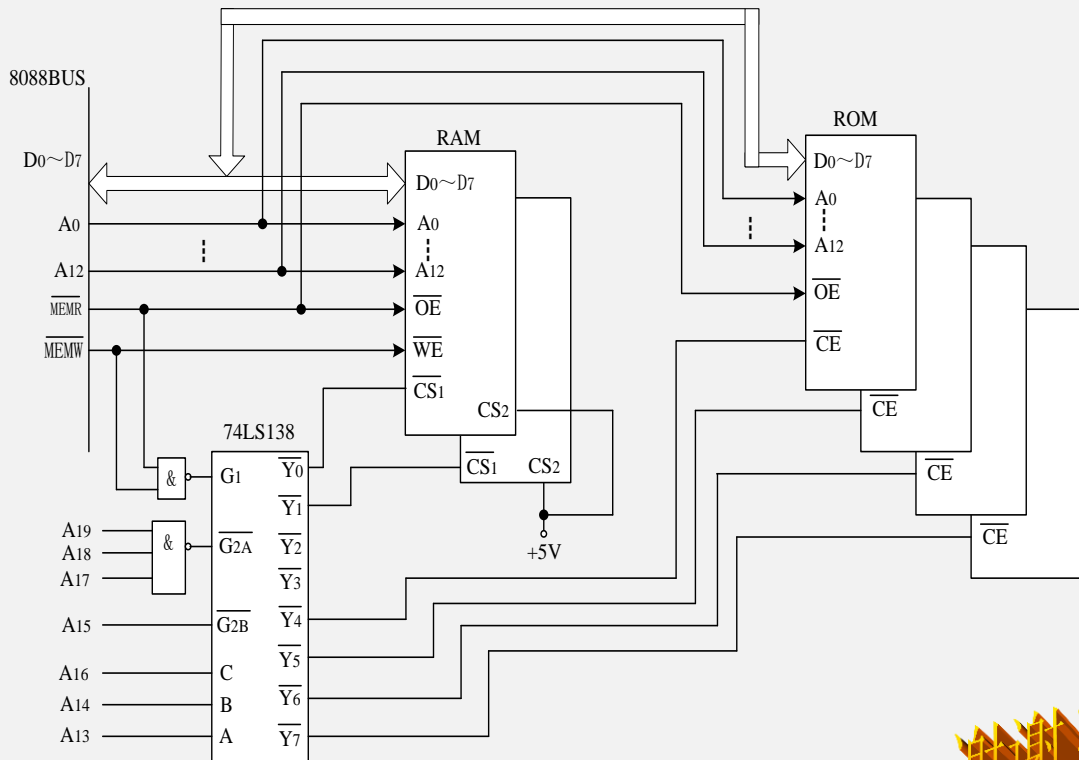 8088BUS
D0～D7
A0
A12
MEMR
MEMW
RAM
D0～D7
A0
A12
OE
WE
CS1
CS2
CS1
CS2
+5V
ROM
D0～D7
A0
A12
OE
CE
CE
CE
CE
74LS138
&
G1
A19
A18
A17
&
G2A
A15
G2B
A16
C
A14
B
A13
A
Y0
Y1
Y2
Y3
Y4
Y5
Y6
Y7